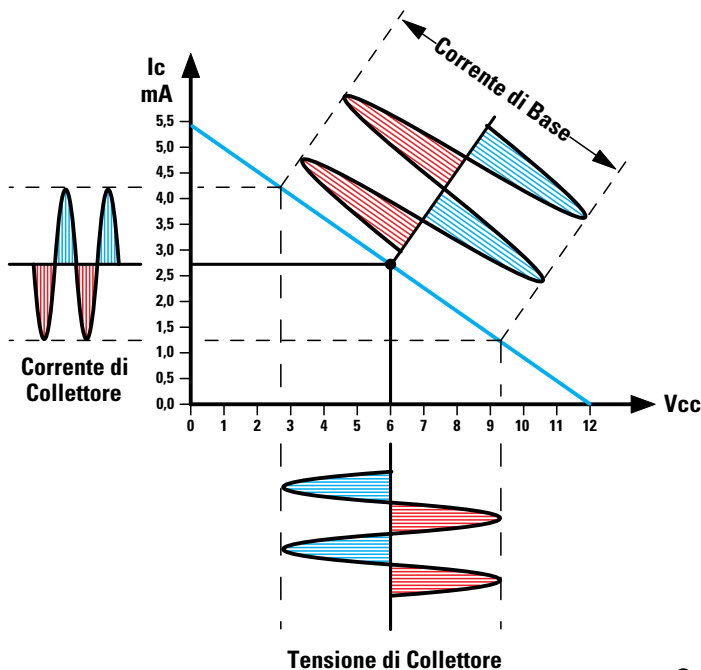 Ic
mA
Corrente di Base
5,5
5,0
4,5
4,0
3,5
3,0
2,5
2,0
1,5
1,0
0,5
0,0
Corrente di
Collettore
0 1 2 3 4 5 6 7 8 9 10 11 12
Vcc
Tensione di Collettore